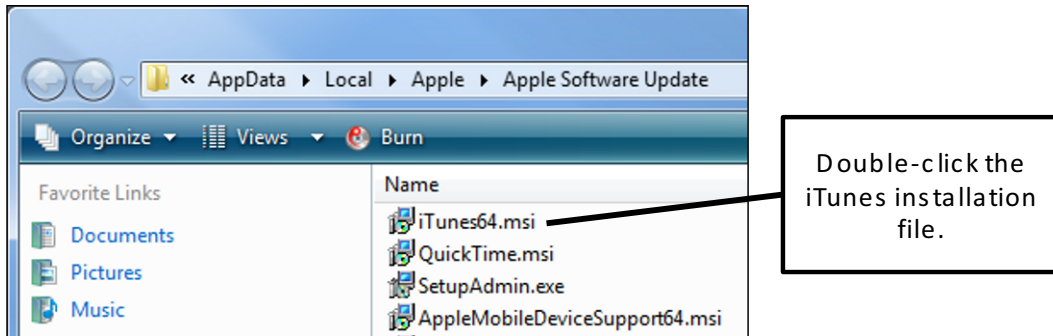 « AppData ▸ Local ▸ Apple ▸ Apple Software Update
Organize Views Burn
Favorite Links
Documents
Pictures
Music
Name
iTunes64.msi
QuickTime.msi
SetupAdmin.exe
AppleMobileDeviceSupport64.msi
Double-click the
iTunes installation
file.